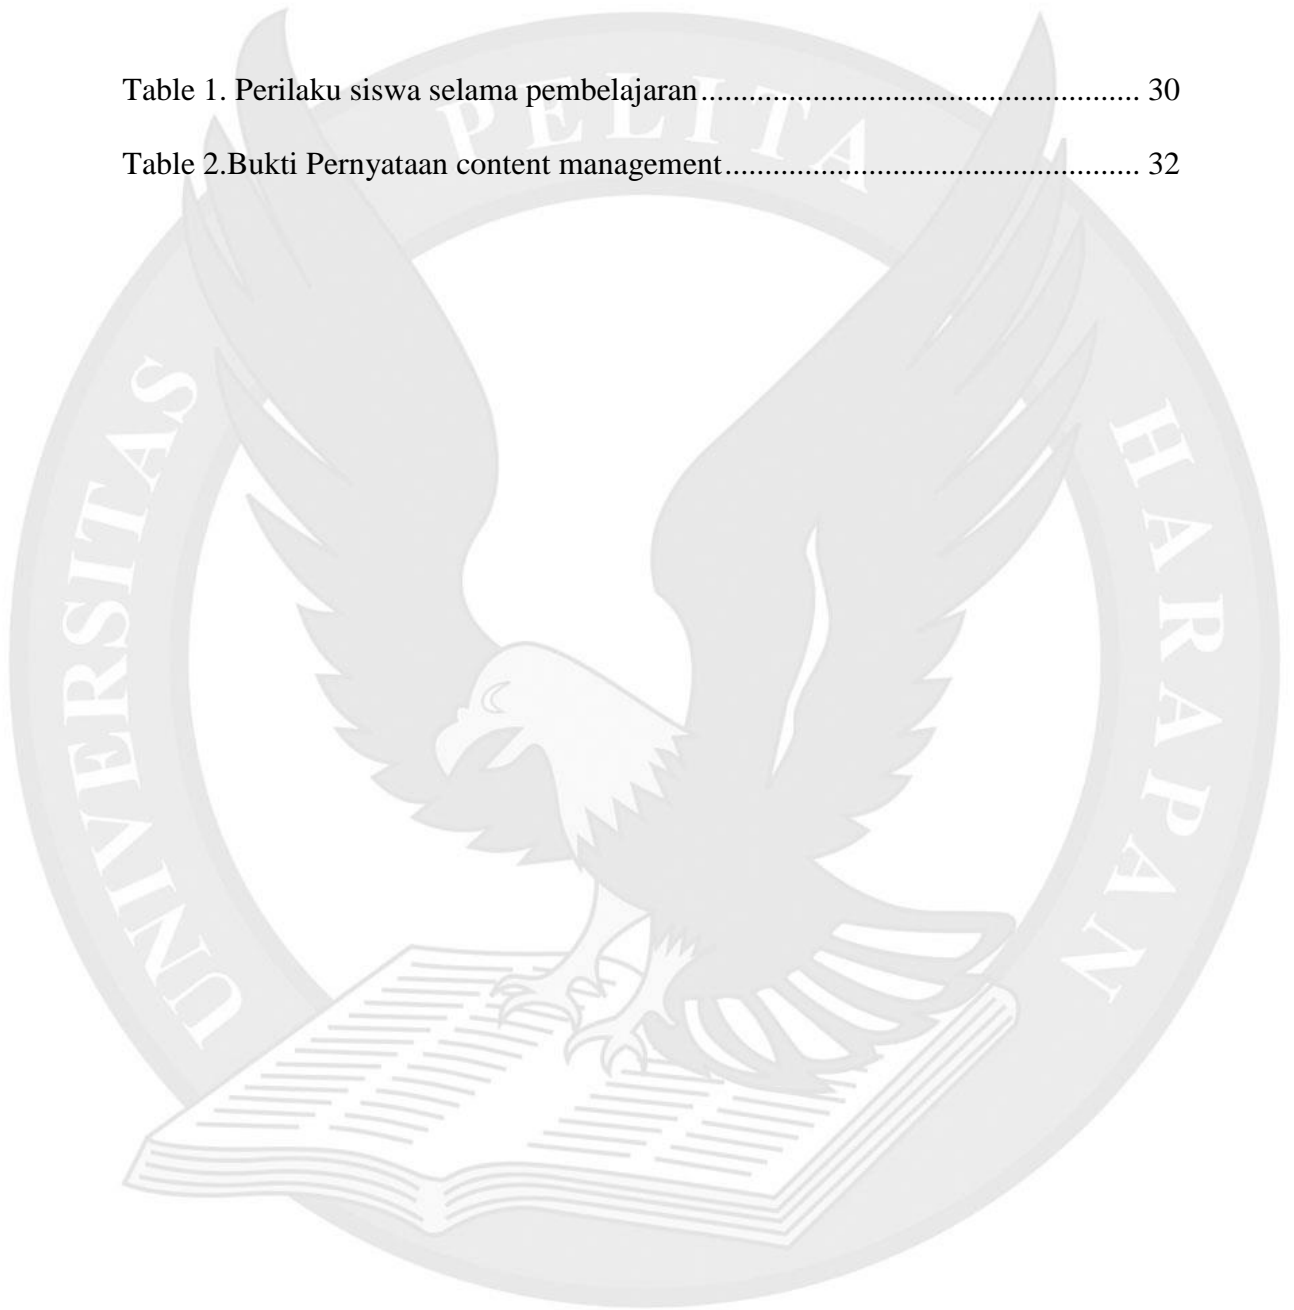 Table 1. Perilaku siswa selama pembelajaran....................................................... 30
Table 2.Bukti Pernyataan content management.................................................... 32
UNIVERSITAS PELITA HARAPAN